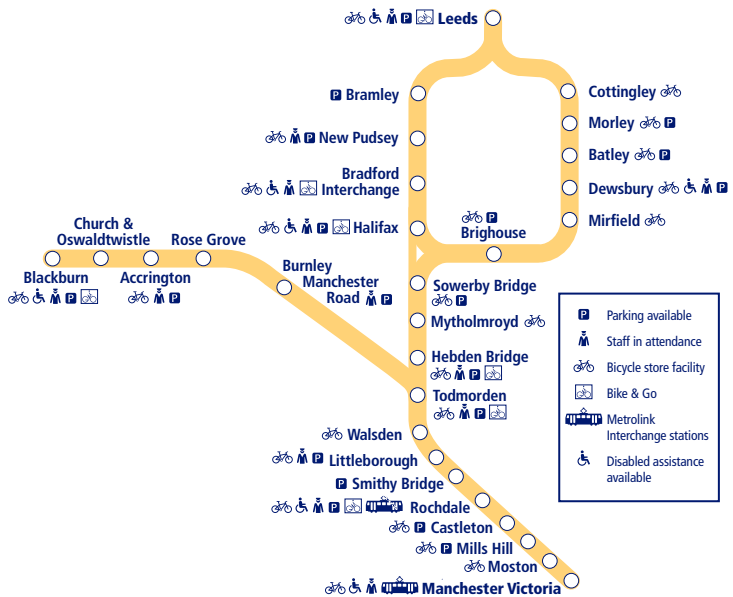 Leeds
P Bramley
Cottingley
P New Pudsey
Morley P
Bradford
Interchange
Batley P
Dewsbury P
P Halifax
P
Brighouse
Mirfield
Church &
Oswaldtwistle
Rose Grove
Blackburn
P
Accrington
P
Burnley
Manchester
Road P
Sowerby Bridge
P
Mytholmroyd
Hebden Bridge
P
Todmorden
P
Walsden
P Littleborough
P Smithy Bridge
P Rochdale
P Castleton
P Mills Hill
Moston
Manchester Victoria
P Parking available
Staff in attendance
Bicycle store facility
Bike & Go
Metrolink
Interchange stations
Disabled assistance
available